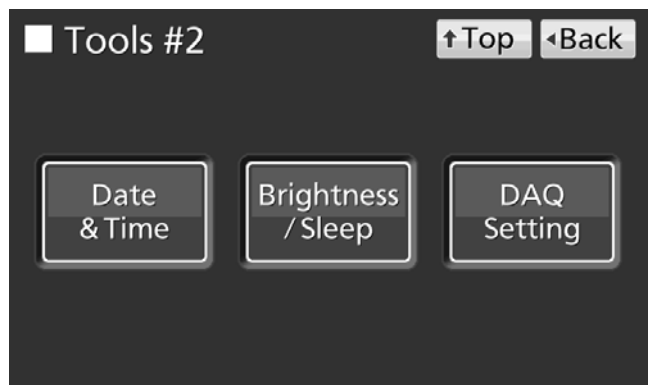 Tools #2
Top
Back
Date
& Time
Brightness
/ Sleep
DAQ
Setting